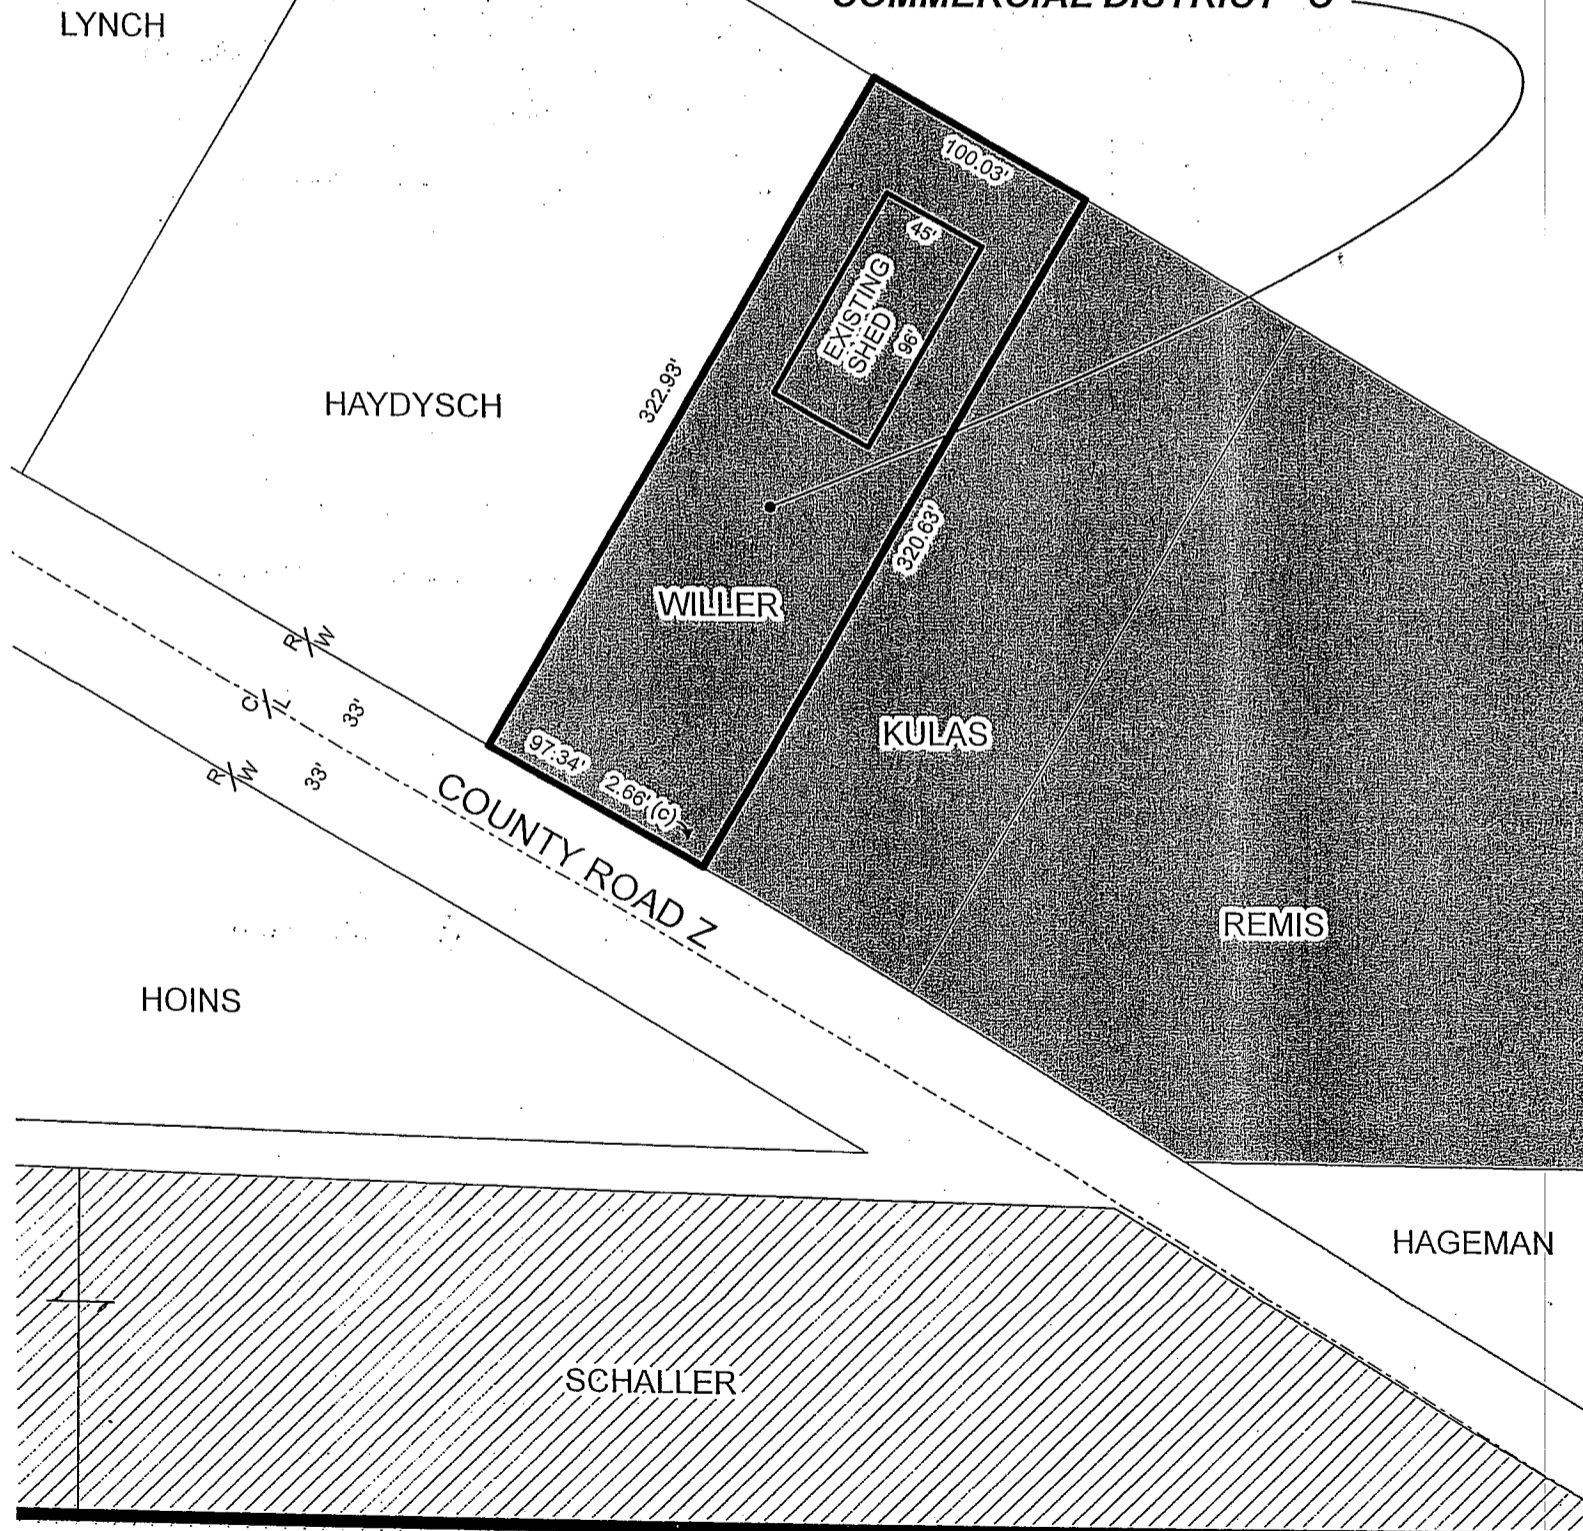 COMMERCIAL DISTRICT "C"
LYNCH
100.03'
45'
EXISTING
SHED
96'
322.93'
HAYDYSCH
320.63'
WILLER
R/W
C/L
33'
KULAS
R/W
33'
97.34'
2.66'(c)
COUNTY ROAD Z
REMIS
HOINS
HAGEMAN
SCHALLER